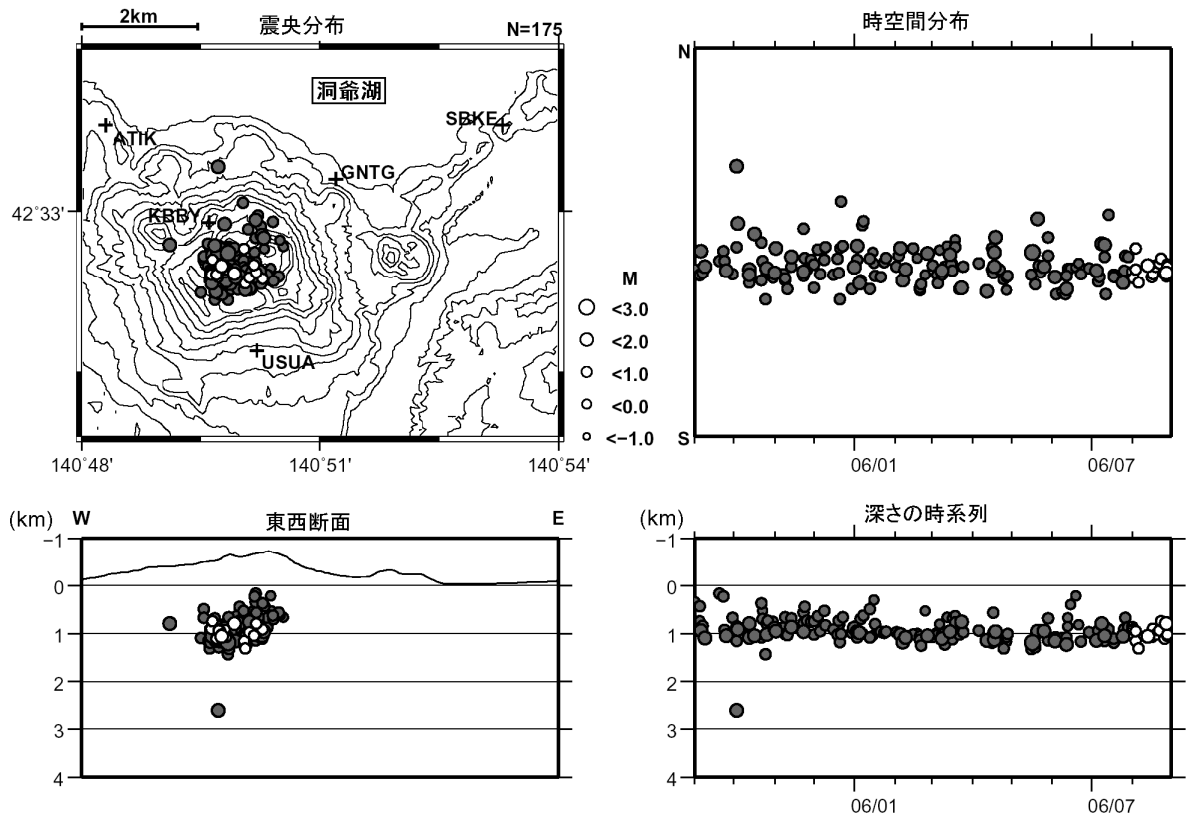 2km
震央分布
N=175
洞爺湖
SBKE
ATIK
GNTG
KBBY
USUA
42°33'
140°48'
140°51'
140°54'
M
<3.0
<2.0
<1.0
<0.0
<−1.0
時空間分布
N
S
06/01
06/07
(km)
W
東西断面
E
−1
0
1
2
3
4
(km)
深さの時系列
−1
0
1
2
3
4
06/01
06/07